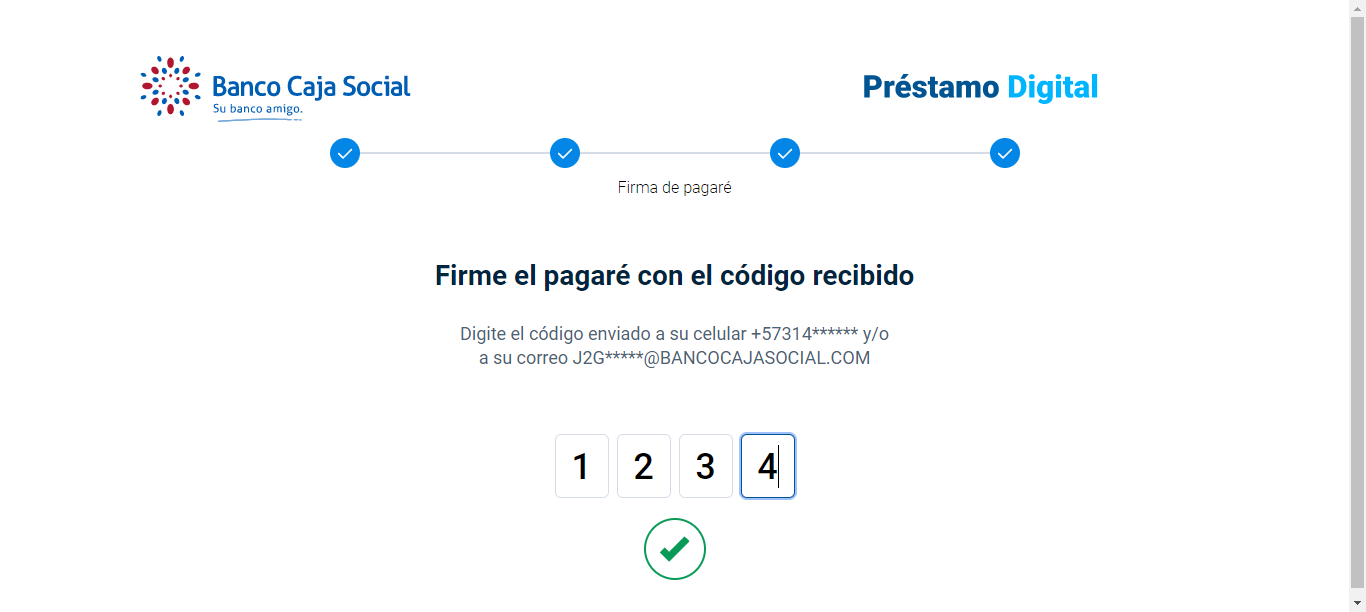 Banco Caja Social
Su banco amigo.
Préstamo Digital
Firma de pagaré
Firme el pagaré con el código recibido
Digite el código enviado a su celular +57314****** y/o
a su correo J2G*****@BANCOCAJASOCIAL.COM
1 2 3 4